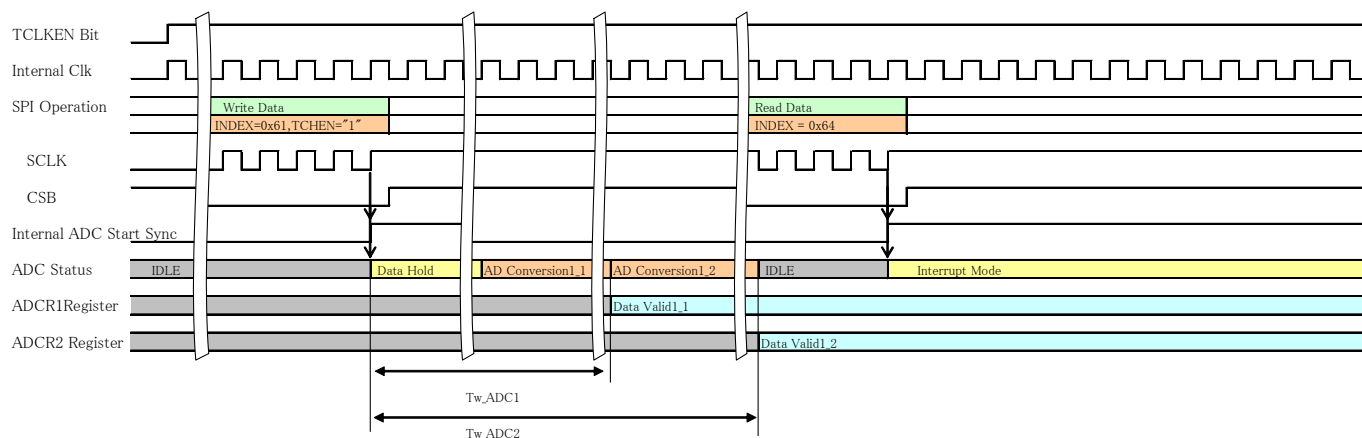 TCLKEN Bit
Internal Clk
SPI Operation
Write Data
Read Data
INDEX=0x61,TCHEN="1"
INDEX = 0x64
SCLK
CSB
Internal ADC Start Sync
ADC Status
IDLE
Data Hold
AD Conversion1_1
AD Conversion1_2
IDLE
Interrupt Mode
ADCR1Register
Data Valid1_1
ADCR2 Register
Data Valid1_2
Tw_ADC1
Tw_ADC2